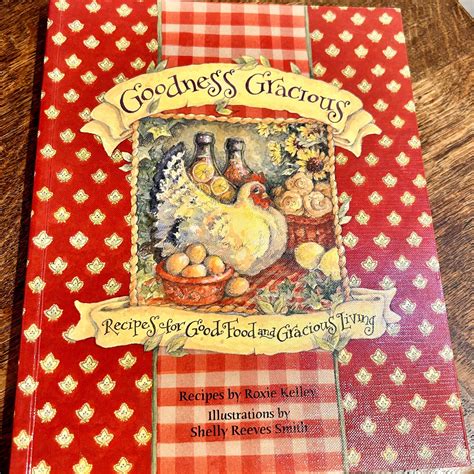 Goodness Gracious
Recipes for Good Food and Gracious Living
Recipes by Roxie Kelley
Illustrations by
Shelly Reeves Smith